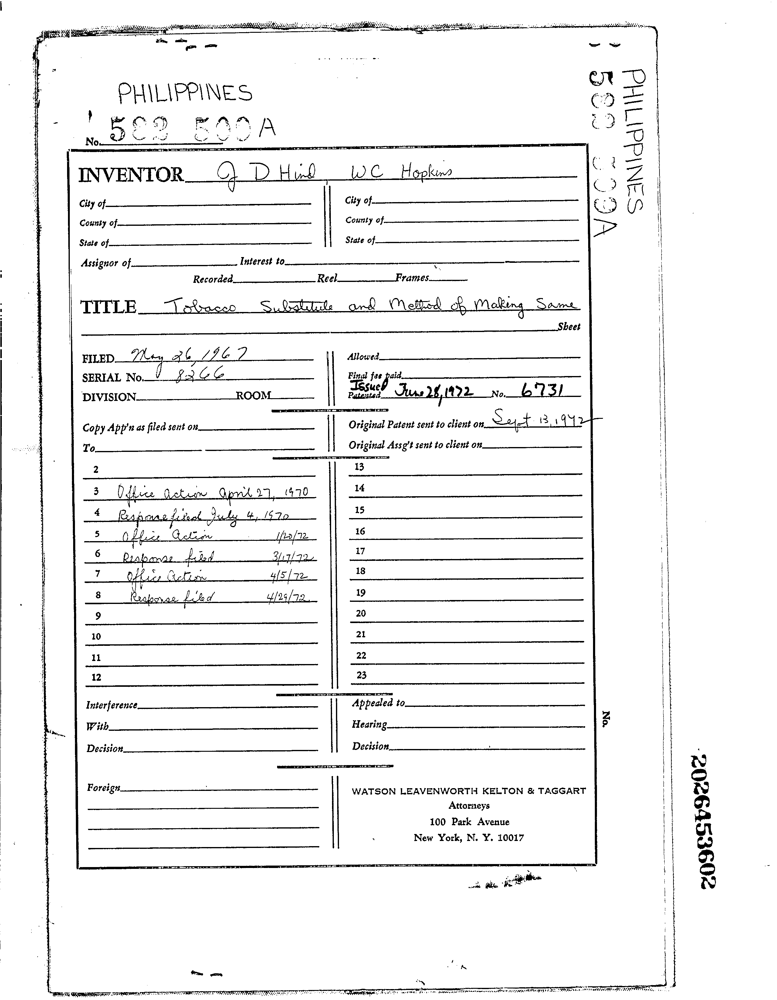 PHILIPPINES
No. 582 500A
PHILIPPINES
582 500A
INVENTOR J D Hind, WC Hopkins
City of City of
County of County of
State of State of
Assignor of Interest to
Recorded Reel Frames
TITLE Tobacco Substitute and Method of Making Same
Sheet
FILED May 26, 1967 Allowed
SERIAL No. 8266 Final fee paid
DIVISION ROOM Issued Patented June 28, 1972 No. 6731
Copy App'n as filed sent on Original Patent sent to client on Sept 13, 1972
To Original Assg't sent to client on
2 13
3 Office action April 27, 1970 14
4 Response filed July 4, 1970 15
5 Office Action 1/20/72 16
6 Response filed 3/17/72 17
7 Office Action 4/5/72 18
8 Response filed 4/29/72 19
9 20
10 21
11 22
12 23
Interference Appealed to
With Hearing
Decision Decision
No.
Foreign
WATSON LEAVENWORTH KELTON & TAGGART
Attorneys
100 Park Avenue
New York, N. Y. 10017
2026453602